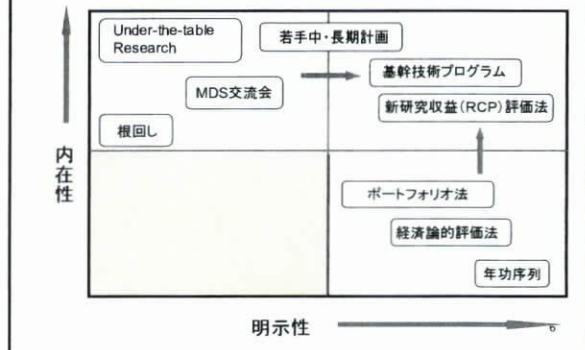 Under-the-table
Research
若手中・長期計画
基幹技術プログラム
MDS交流会
新研究収益(RCP)評価法
根回し
内在性
ポートフォリオ法
経済論的評価法
年功序列
明示性
6